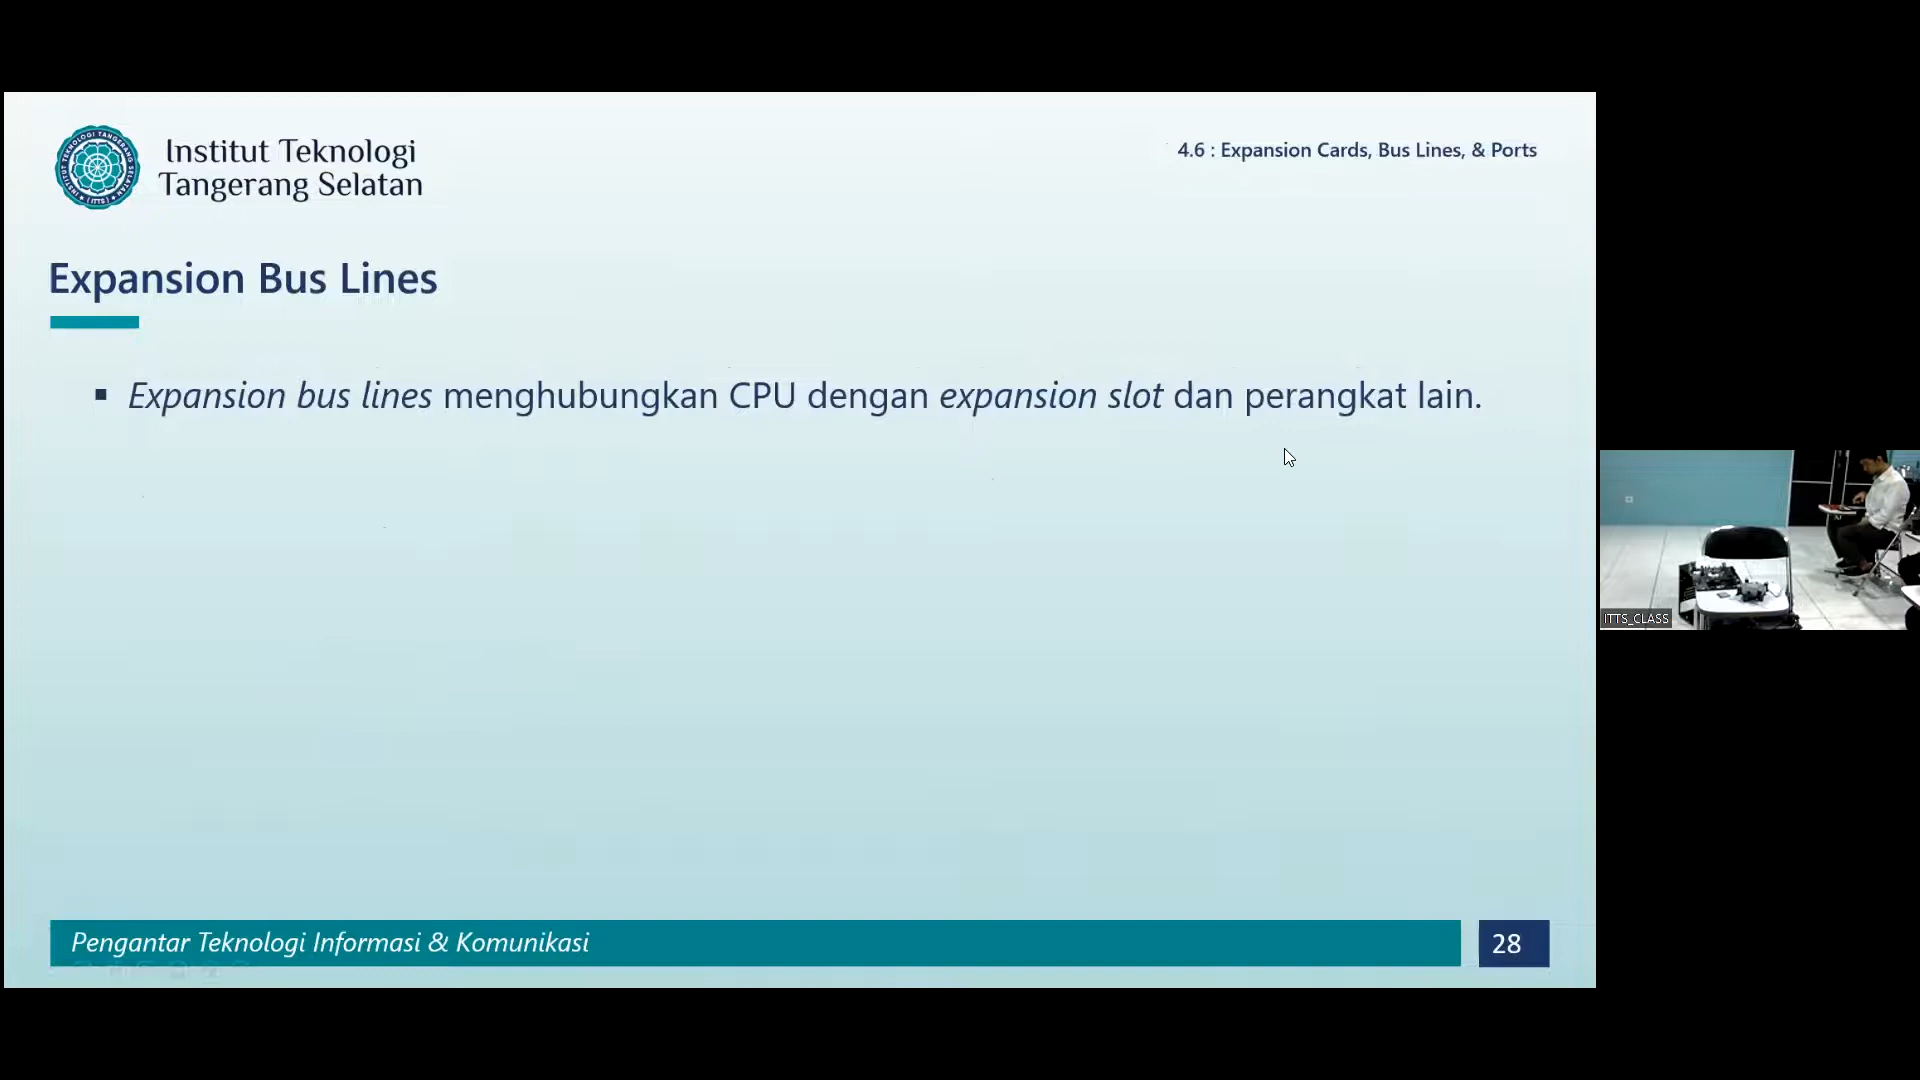 Institut Teknologi
Tangerang Selatan
4.6 : Expansion Cards, Bus Lines, & Ports
Expansion Bus Lines
▪ Expansion bus lines menghubungkan CPU dengan expansion slot dan perangkat lain.
ITTS_CLASS
Pengantar Teknologi Informasi & Komunikasi
28